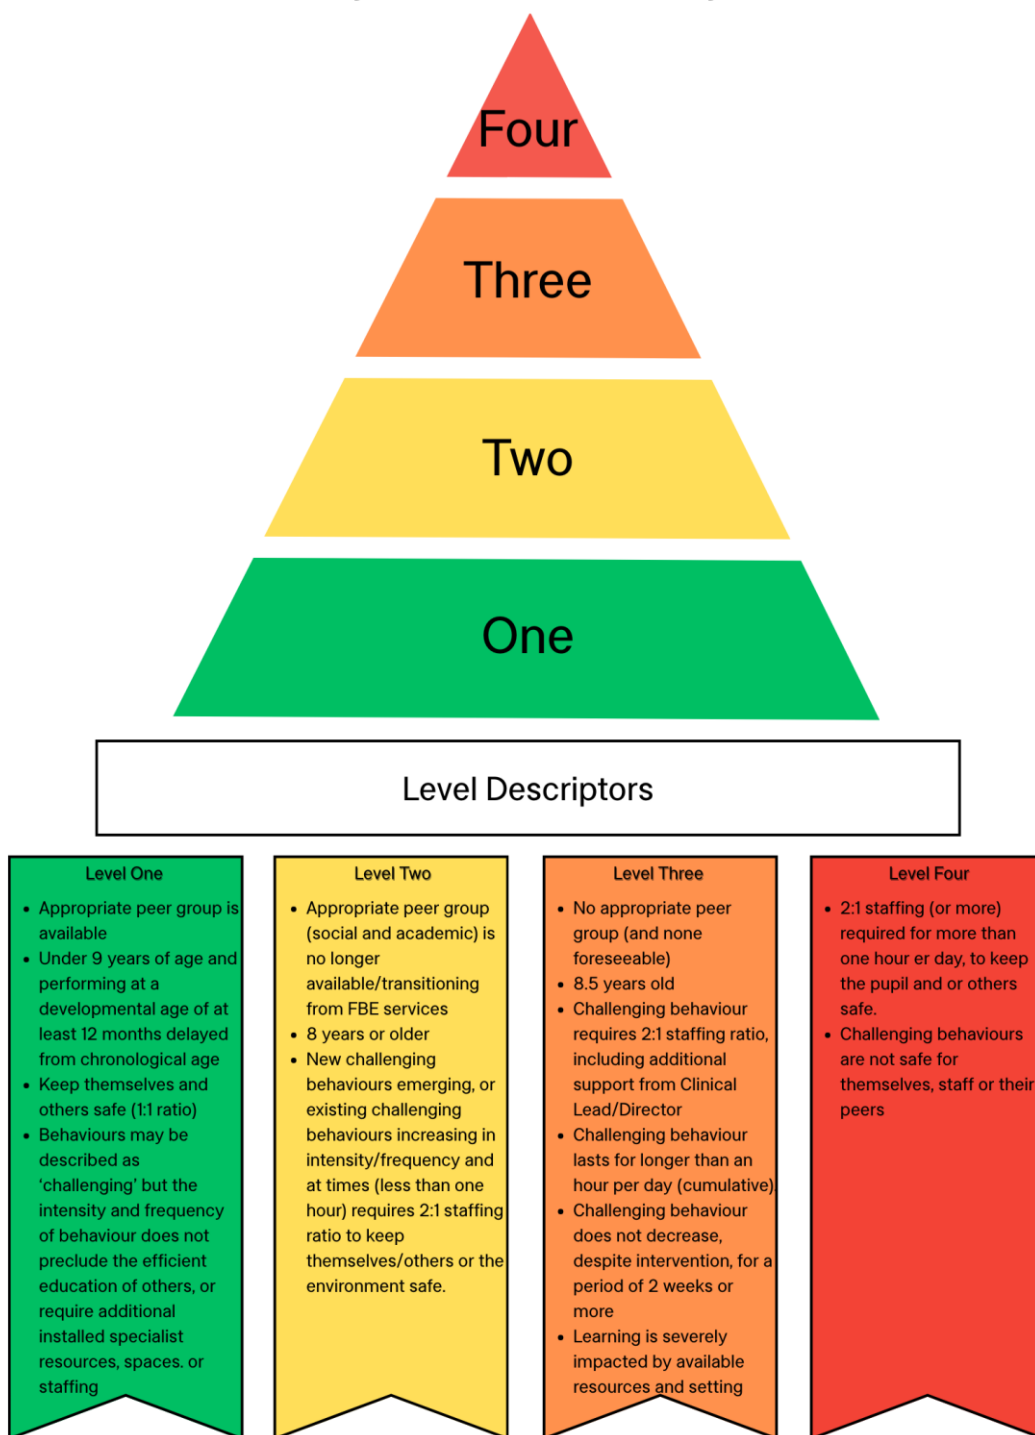 Four
Three
Two
One
Level Descriptors
Level One
• Appropriate peer group is
available
• Under 9 years of age and
performing at a
developmental age of at
least 12 months delayed
from chronological age
• Keep themselves and
others safe (1:1 ratio)
• Behaviours may be
described as
‘challenging’ but the
intensity and frequency
of behaviour does not
preclude the efficient
education of others, or
require additional
installed specialist
resources, spaces. or
staffing
Level Two
• Appropriate peer group
(social and academic) is
no longer
available/transitioning
from FBE services
• 8 years or older
• New challenging
behaviours emerging, or
existing challenging
behaviours increasing in
intensity/frequency and
at times (less than one
hour) requires 2:1 staffing
ratio to keep
themselves/others or the
environment safe.
Level Three
• No appropriate peer
group (and none
foreseeable)
• 8.5 years old
• Challenging behaviour
requires 2:1 staffing ratio,
including additional
support from Clinical
Lead/Director
• Challenging behaviour
lasts for longer than an
hour per day (cumulative).
• Challenging behaviour
does not decrease,
despite intervention, for a
period of 2 weeks or
more
• Learning is severely
impacted by available
resources and setting
Level Four
• 2:1 staffing (or more)
required for more than
one hour er day, to keep
the pupil and or others
safe.
• Challenging behaviours
are not safe for
themselves, staff or their
peers